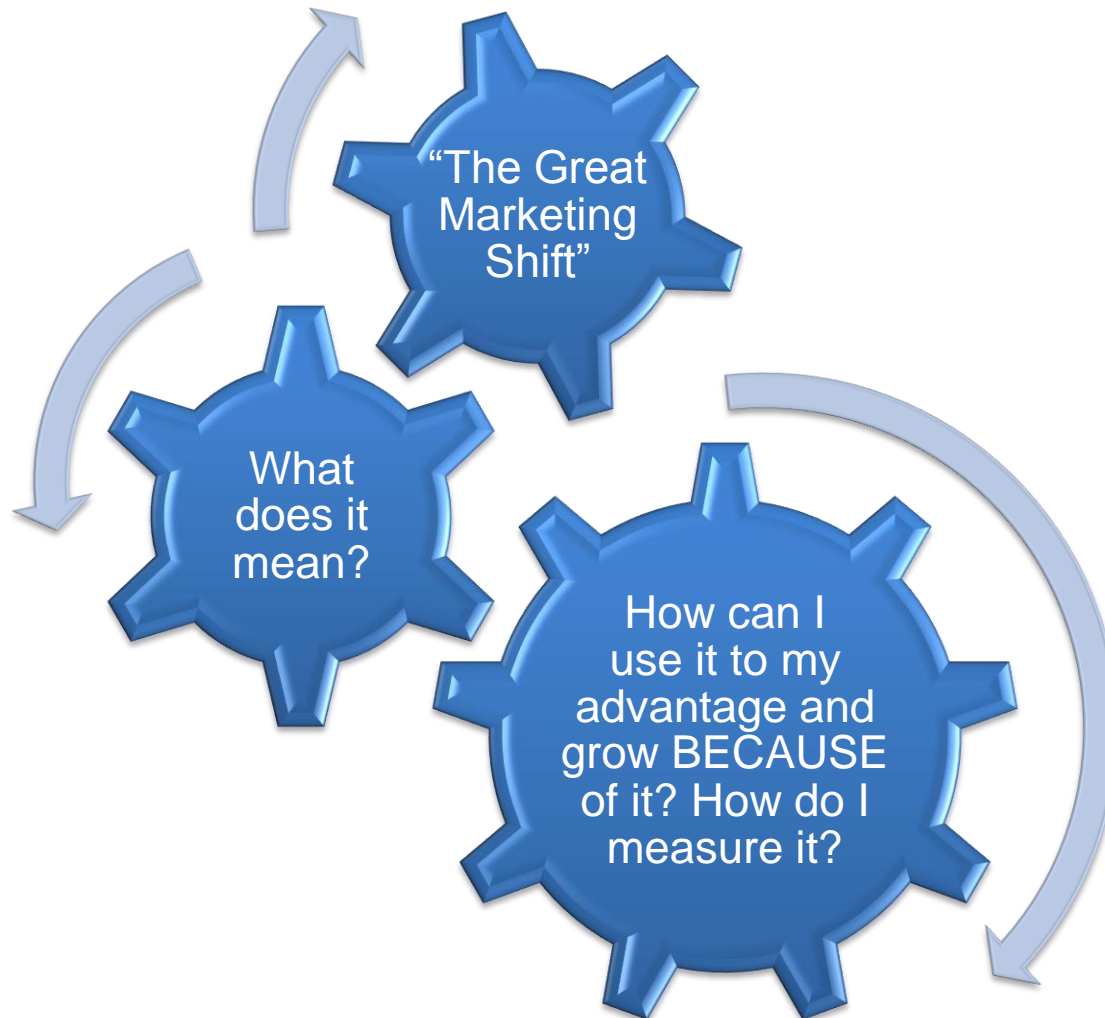 “The Great
Marketing
Shift”
What
does it
mean?
How can I
use it to my
advantage and
grow BECAUSE
of it? How do I
measure it?